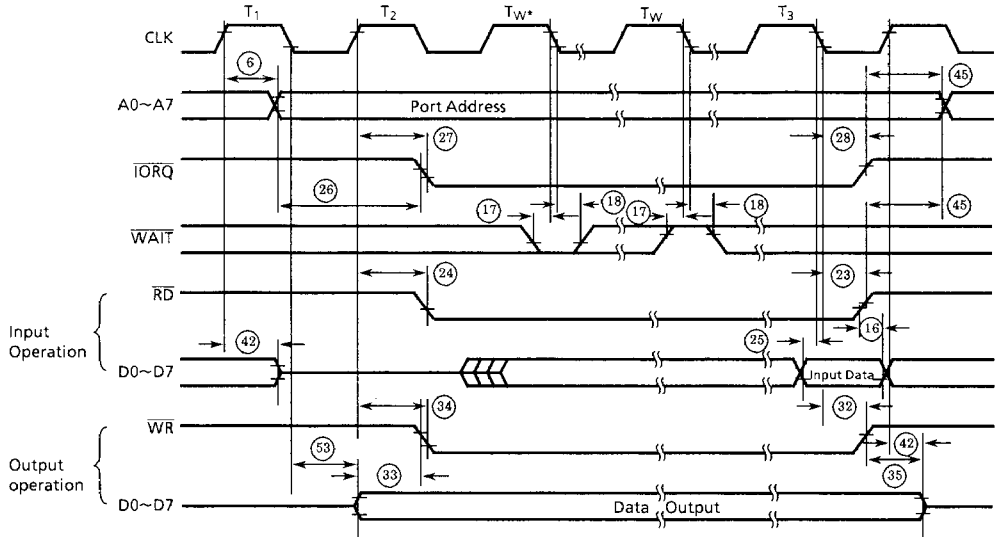 T1 T2 TW* TW T3
CLK
6 45
A0~A7 Port Address
27 28
IORQ
26 17 18 17 18 45
WAIT
24 23
RD
Input
Operation
42 25 16
D0~D7 Input Data
34 32
WR
42
Output
operation
53 33 35
D0~D7 Data Output